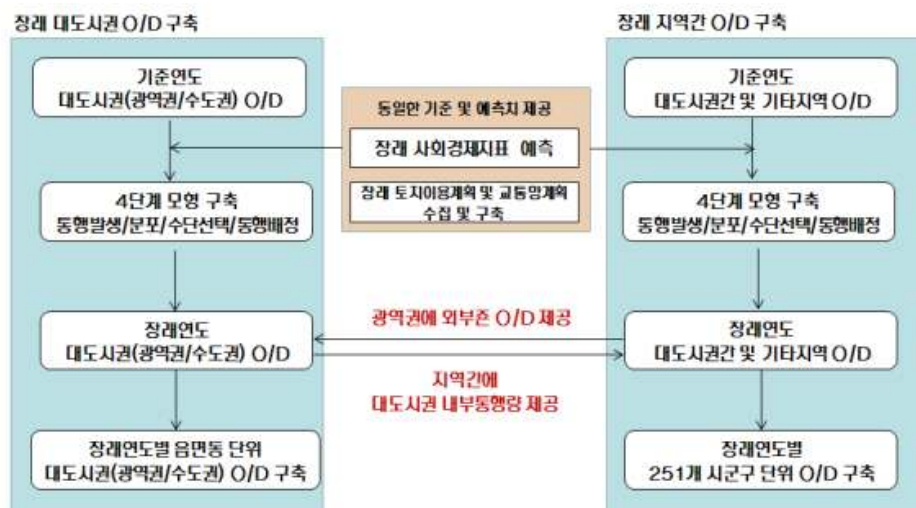 장래 대도시권 O/D 구축
기준연도
대도시권(광역권/수도권) O/D
4단계 모형 구축
통행발생/분포/수단선택/통행배정
장래연도
대도시권(광역권/수도권) O/D
장래연도별 읍면동 단위
대도시권(광역권/수도권) O/D 구축
동일한 기준 및 예측치 제공
장래 사회경제지표 예측
장래 토지이용계획 및 교통망계획
수집 및 구축
광역권에 외부존 O/D 제공
지역간에
대도시권 내부통행량 제공
장래 지역간 O/D 구축
기준연도
대도시권간 및 기타지역 O/D
4단계 모형 구축
통행발생/분포/수단선택/통행배정
장래연도
대도시권간 및 기타지역 O/D
장래연도별
251개 시군구 단위 O/D 구축